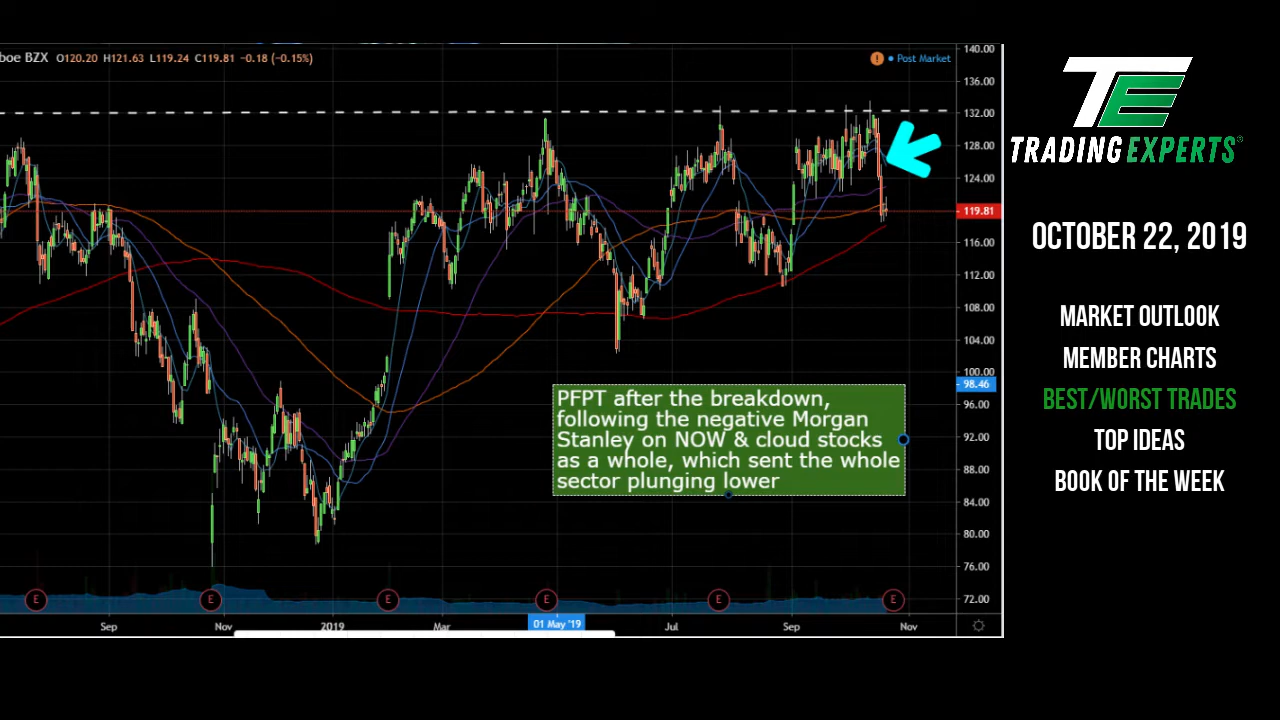 boe BZX O120.20 H121.63 L119.24 C119.81 −0.18 (−0.15%)
! Post Market
140.00
136.00
132.00
128.00
124.00
119.81
116.00
112.00
108.00
104.00
98.46
96.00
92.00
88.00
84.00
80.00
76.00
72.00
PFPT after the breakdown,
following the negative Morgan
Stanley on NOW & cloud stocks
as a whole, which sent the whole
sector plunging lower
E E E E E E
Sep Nov 2019 Mar 01 May '19 Jul Sep Nov
TE
TRADING EXPERTS®
OCTOBER 22, 2019
MARKET OUTLOOK
MEMBER CHARTS
BEST/WORST TRADES
TOP IDEAS
BOOK OF THE WEEK